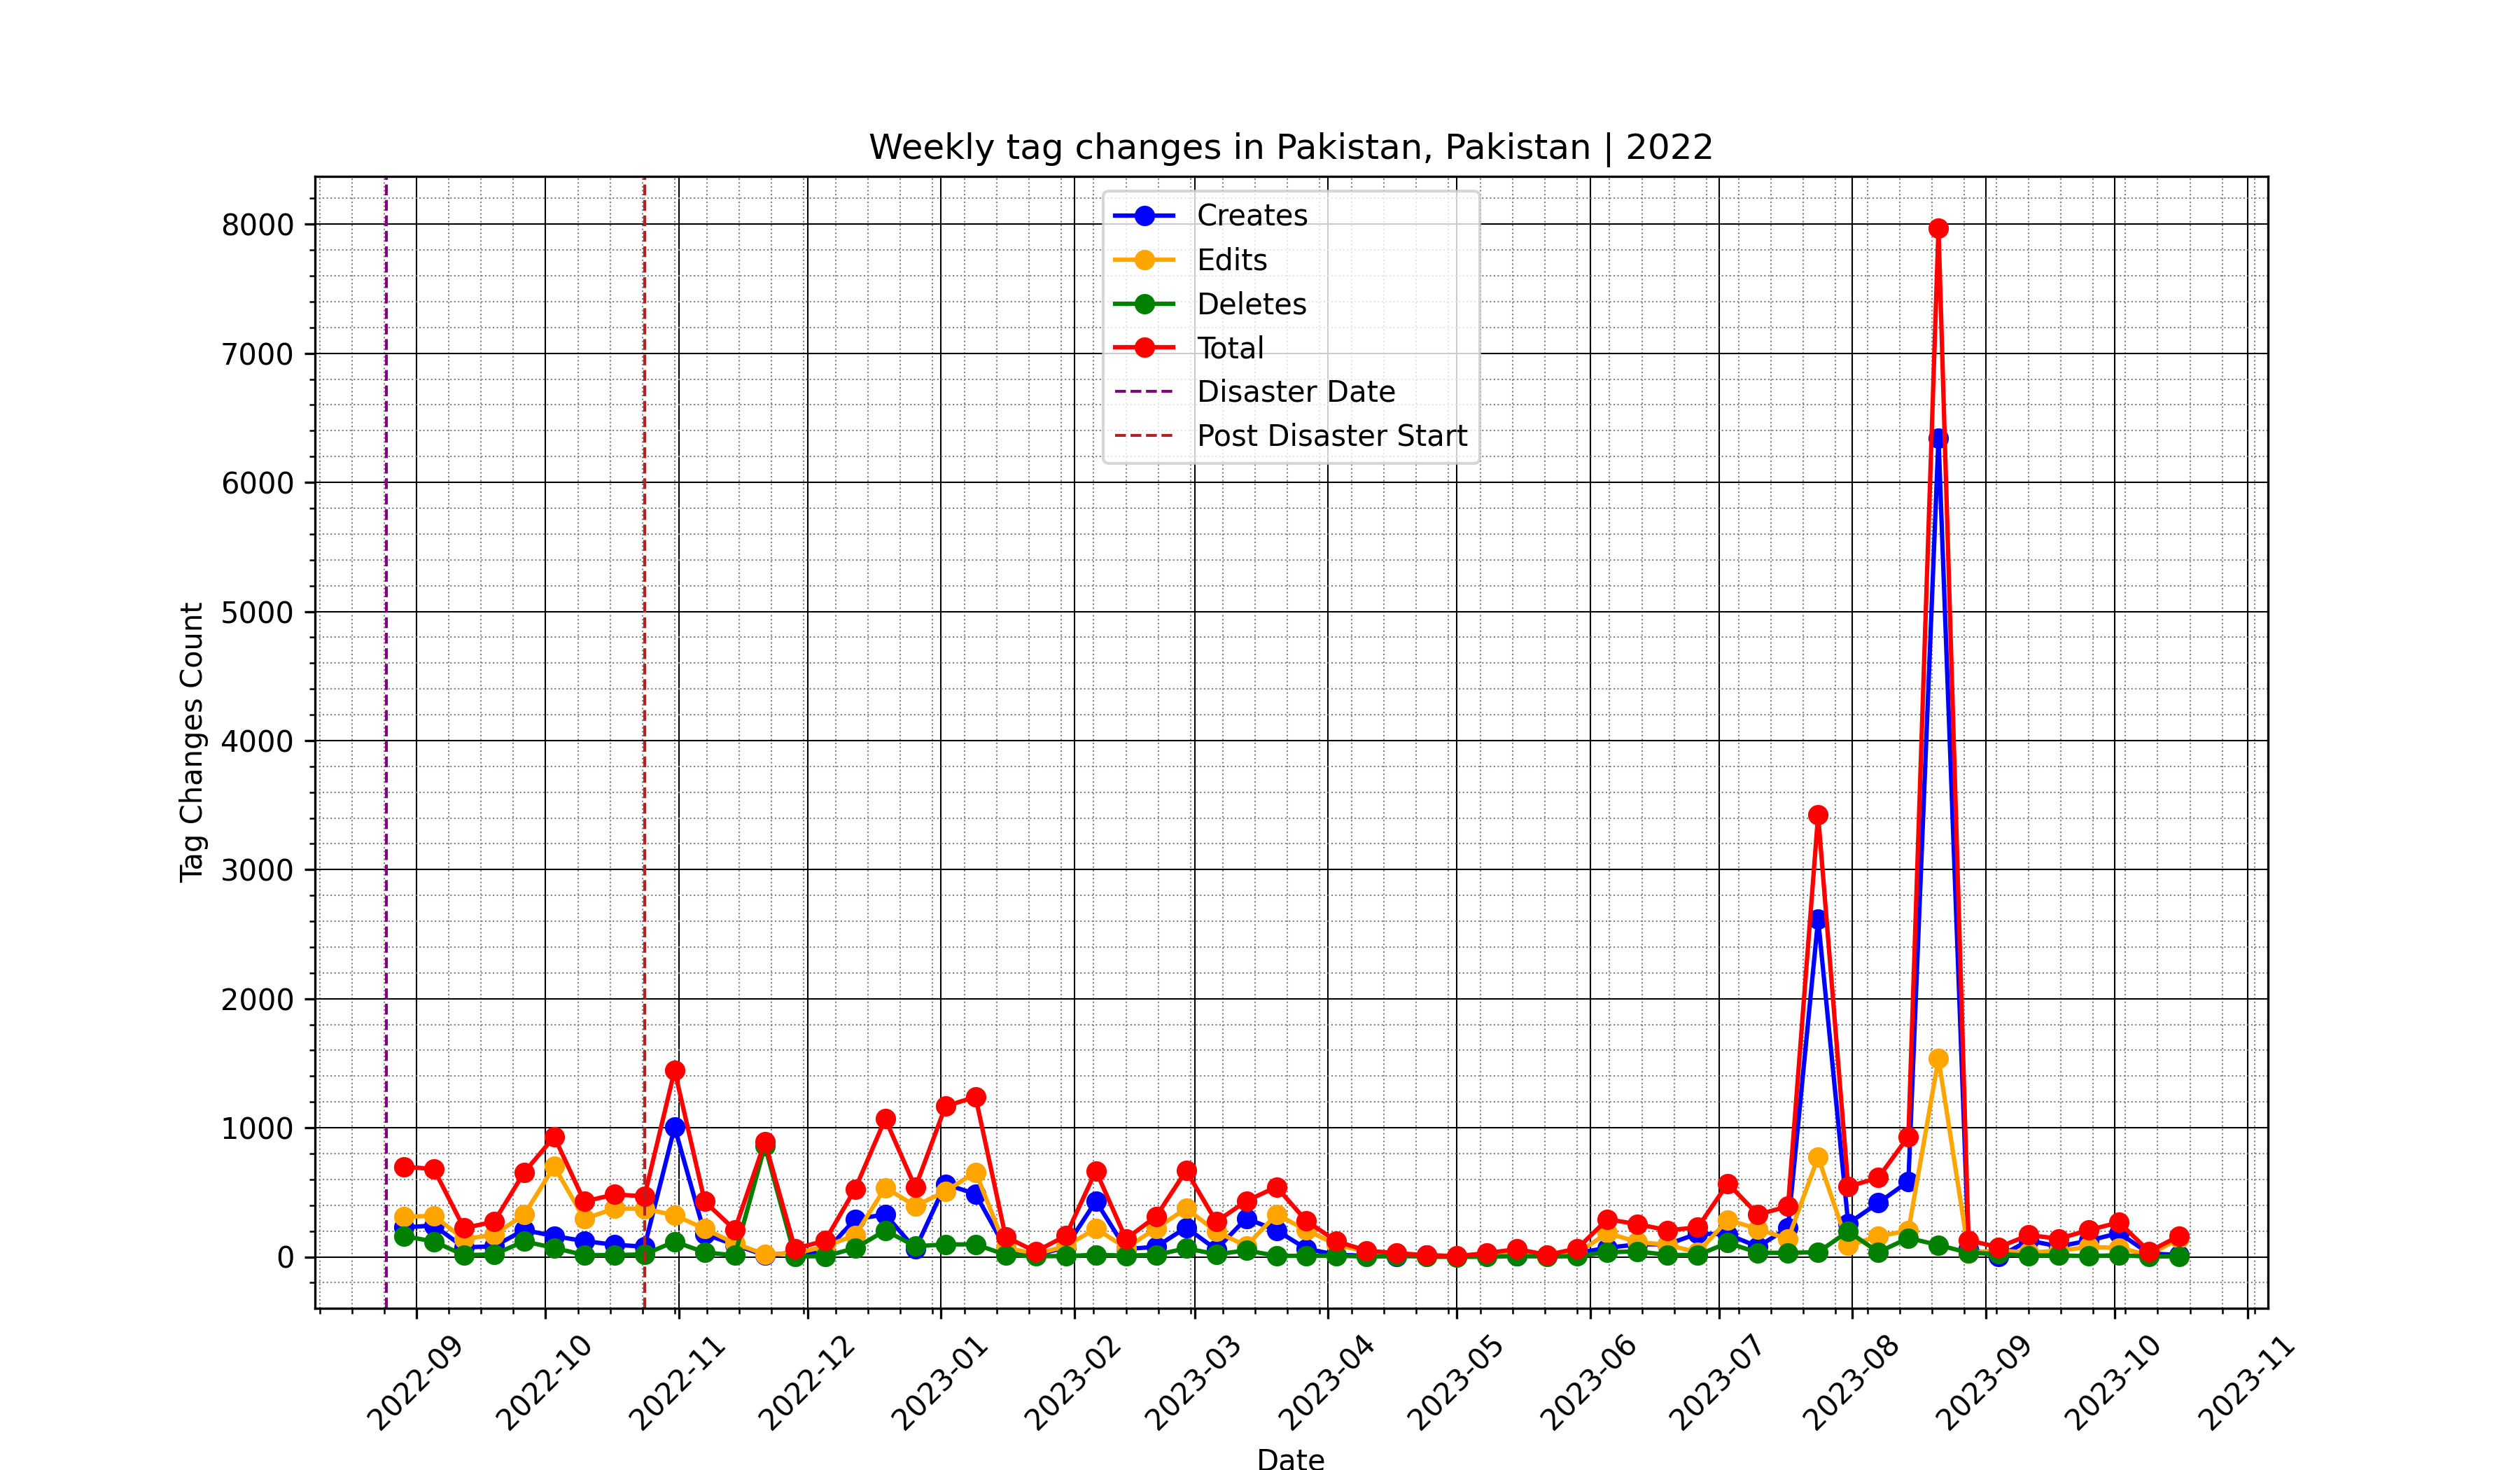 Weekly tag changes in Pakistan, Pakistan | 2022
Creates
Edits
Deletes
Total
Disaster Date
Post Disaster Start
Tag Changes Count
8000
7000
6000
5000
4000
3000
2000
1000
0
2022-09
2022-10
2022-11
2022-12
2023-01
2023-02
2023-03
2023-04
2023-05
2023-06
2023-07
2023-08
2023-09
2023-10
2023-11
Date